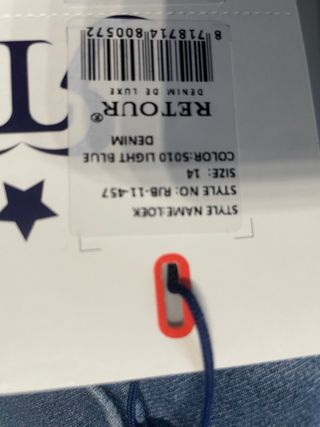 STYLE NAME:LOEK
STYLE NO: RJB-11-457
SIZE: 14
COLOR:5010 LIGHT BLUE
DENIM
RETOUR®
DENIM DE LUXE
8 718714 800572